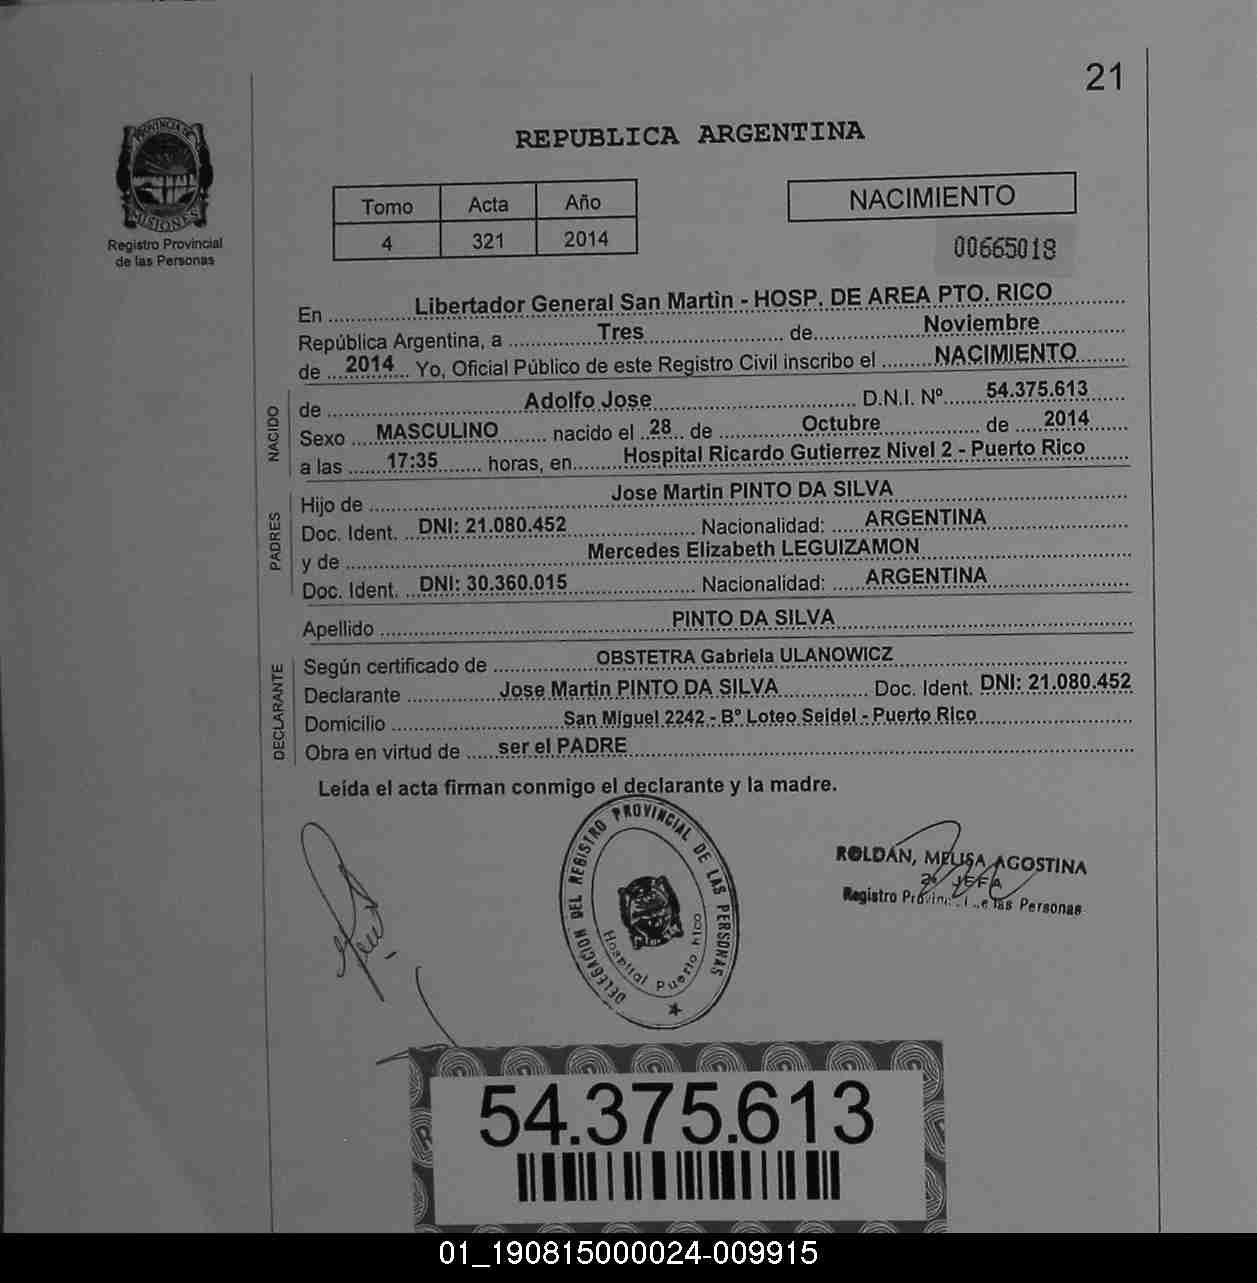 21
PROVINCIA DE
MISIONES
Registro Provincial
de las Personas
REPUBLICA ARGENTINA
Tomo Acta Año
4 321 2014
NACIMIENTO
00665018
En Libertador General San Martin - HOSP. DE AREA PTO. RICO
República Argentina, a Tres de Noviembre
de 2014 Yo, Oficial Público de este Registro Civil inscribo el NACIMIENTO
NACIDO
de Adolfo Jose D.N.I. Nº 54.375.613
Sexo MASCULINO nacido el 28 de Octubre de 2014
a las 17:35 horas, en Hospital Ricardo Gutierrez Nivel 2 - Puerto Rico
PADRES
Hijo de Jose Martin PINTO DA SILVA
Doc. Ident. DNI: 21.080.452 Nacionalidad: ARGENTINA
y de Mercedes Elizabeth LEGUIZAMON
Doc. Ident. DNI: 30.360.015 Nacionalidad: ARGENTINA
Apellido PINTO DA SILVA
DECLARANTE
Según certificado de OBSTETRA Gabriela ULANOWICZ
Declarante Jose Martin PINTO DA SILVA Doc. Ident. DNI: 21.080.452
Domicilio San Miguel 2242 - Bº Loteo Seidel - Puerto Rico
Obra en virtud de ser el PADRE
Leída el acta firman conmigo el declarante y la madre.
DELEGACION DEL REGISTRO PROVINCIAL DE LAS PERSONAS
Hospital Puerto Rico
ROLDAN, MELISA AGOSTINA
2º JEFA
Registro Provincial de las Personas
54.375.613
01_190815000024-009915